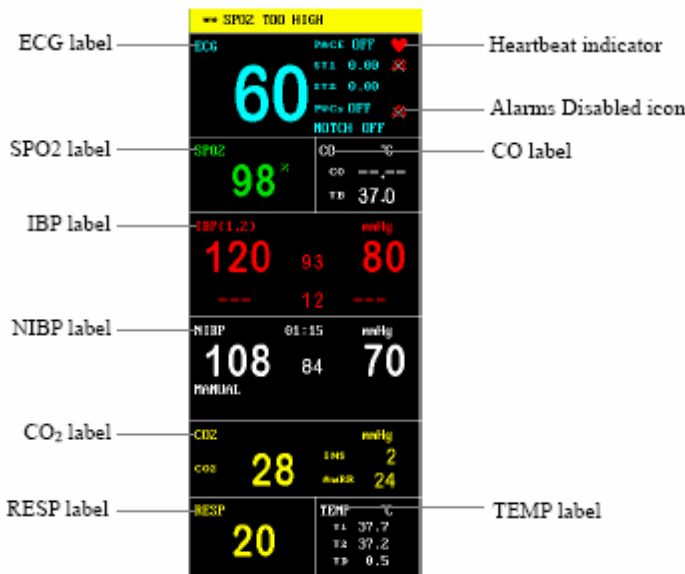 ** SPO2 TOO HIGH
ECG label
ECG
PACE OFF
Heartbeat indicator
60
ST1 0.00
ST2 0.00
PVCs OFF
Alarms Disabled icon
NOTCH OFF
SPO2 label
SPO2
CO °C
CO label
98 %
CO --.--
TB 37.0
IBP label
IBP(1,2) mmHg
120 93 80
--- 12 ---
NIBP label
NIBP 01:15 mmHg
108 84 70
MANUAL
CO₂ label
CO2 mmHg
CO2 28
INS 2
AwRR 24
RESP label
RESP
TEMP °C
TEMP label
20
T1 37.7
T2 37.2
TD 0.5